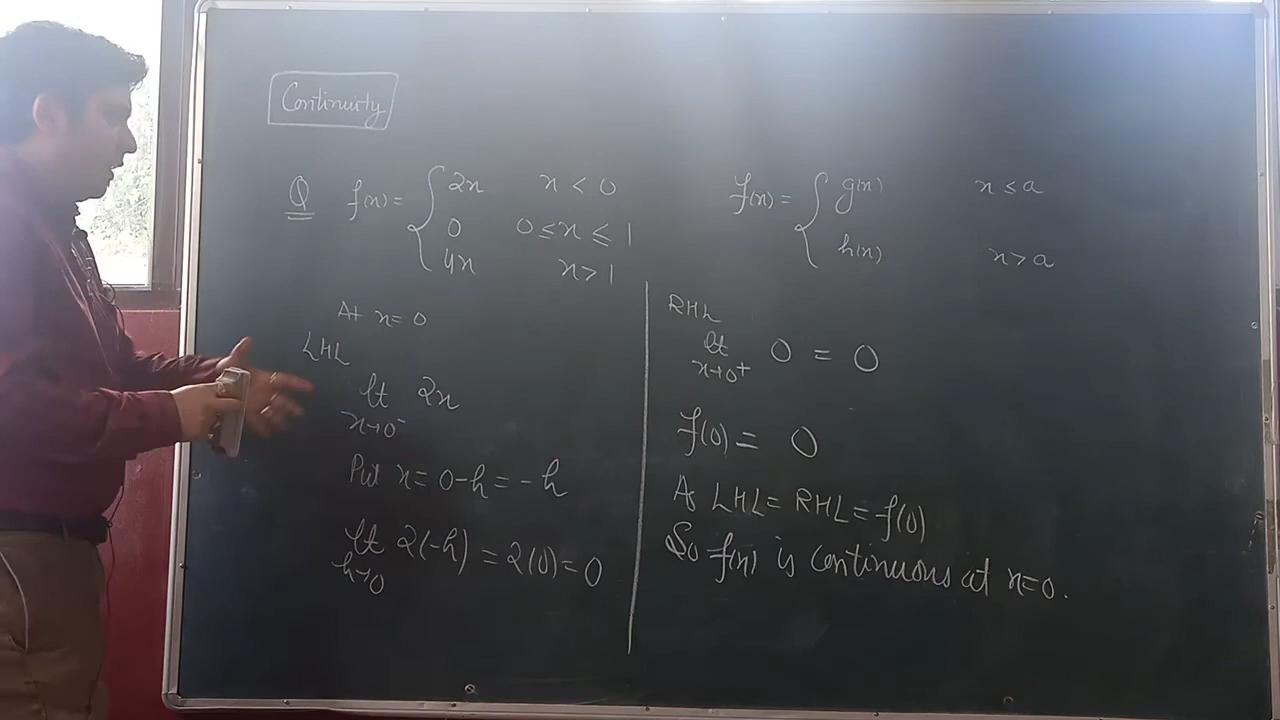 Continuity
Q f(x) = { 2x x < 0
0 0 ≤ x ≤ 1
4x x > 1
f(x) = { g(x) x ≤ a
h(x) x > a
At x = 0
LHL
lt 2x
x→0⁻
Put x = 0-h = -h
lt 2(-h) = 2(0) = 0
h→0
RHL
lt 0 = 0
x→0⁺
f(0) = 0
As LHL = RHL = f(0)
So f(x) is continuous at x=0.